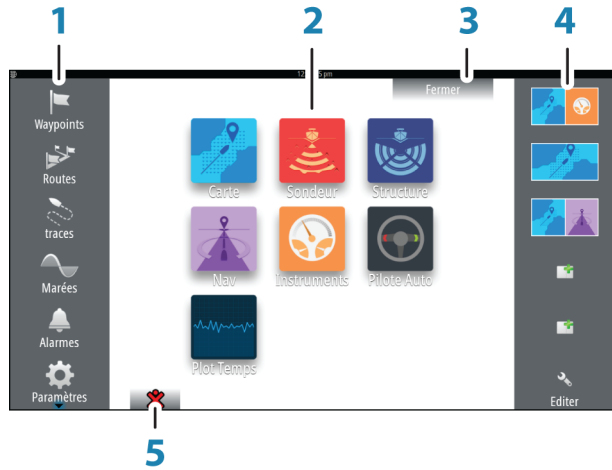 1
2
3
4
12
5 pm
Fermer
Waypoints
Routes
traces
Marées
Alarmes
Paramètres
Carte
Sondeur
Structure
Nav
Instruments
Pilote Auto
Plot Temps
Editer
5